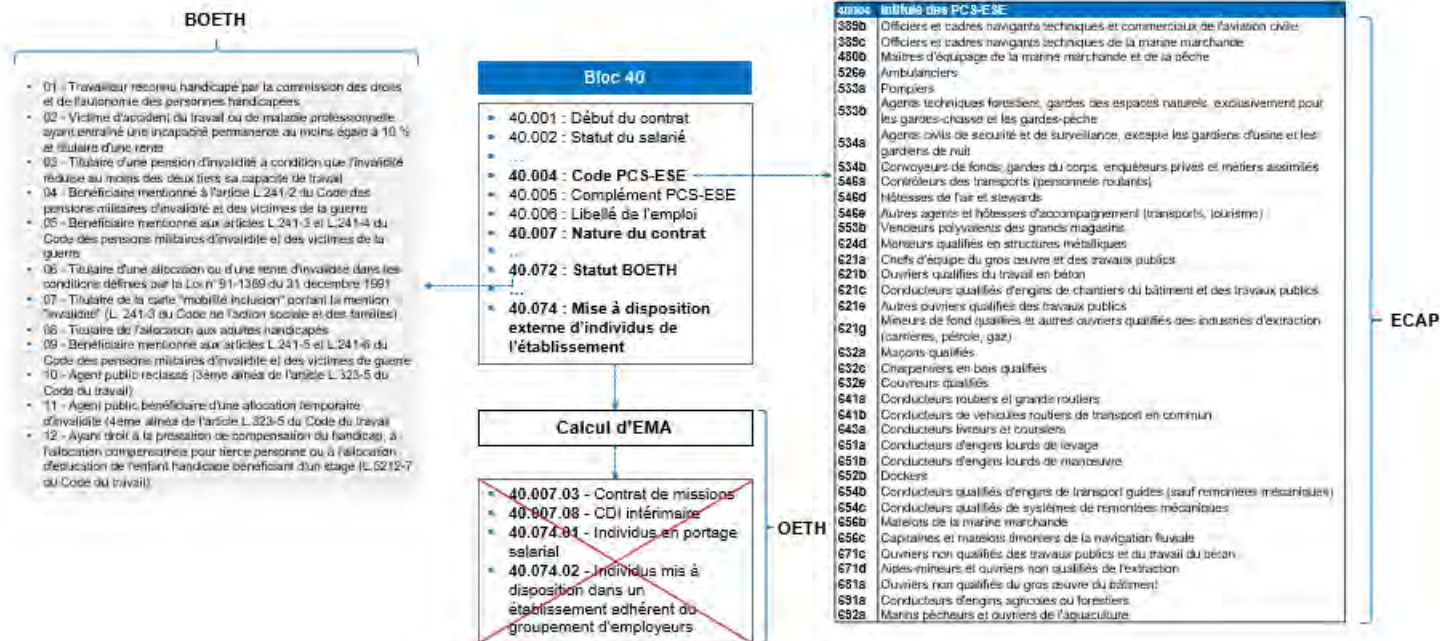 BOETH
01 - Travailleur reconnu handicapé par la commission des droits
et de l'autonomie des personnes handicapées
02 - Victime d'accident du travail ou de maladie professionnelle
ayant entraîné une incapacité permanente au moins égale à 10 %
et titulaire d'une rente
03 - Titulaire d'une pension d'invalidité à condition que l'invalidité
réduise au moins des deux tiers sa capacité de travail
04 - Bénéficiaire mentionné à l'article L.241-2 du Code des
pensions militaires d'invalidité et des victimes de la guerre
05 - Bénéficiaire mentionné aux articles L.241-3 et L.241-4 du
Code des pensions militaires d'invalidité et des victimes de la
guerre
06 - Titulaire d'une allocation ou d'une rente d'invalidité dans les
conditions définies par la Loi n° 91-1389 du 31 décembre 1991
07 - Titulaire de la carte "mobilité inclusion" portant la mention
"invalidité" (L. 241-3 du Code de l'action sociale et des familles)
08 - Titulaire de l'allocation aux adultes handicapés
09 - Bénéficiaire mentionné aux articles L.241-5 et L.241-6 du
Code des pensions militaires d'invalidité et des victimes de guerre
10 - Agent public reclassé (3ème alinéa de l'article L.323-5 du
Code du travail)
11 - Agent public bénéficiaire d'une allocation temporaire
d'invalidité (4ème alinéa de l'article L.323-5 du Code du travail
12 - Ayant droit à la prestation de compensation du handicap, à
l'allocation compensatrice pour tierce personne ou à l'allocation
d'éducation de l'enfant handicapé bénéficiant d'un stage (L.5212-7
du Code du travail)
Bloc 40
40.001 : Début du contrat
40.002 : Statut du salarié
...
40.004 : Code PCS-ESE
40.005 : Complément PCS-ESE
40.006 : Libellé de l'emploi
40.007 : Nature du contrat
...
40.072 : Statut BOETH
...
40.074 : Mise à disposition
externe d'individus de
l'établissement
Calcul d'EMA
40.007.03 - Contrat de missions
40.007.08 - CDI intérimaire
40.074.01 - Individus en portage
salarial
40.074.02 - Individus mis à
disposition dans un
établissement adhérent du
groupement d'employeurs
OETH
Intitulé des PCS-ESE
389b Officiers et cadres navigants techniques et commerciaux de l'aviation civile
389c Officiers et cadres navigants techniques de la marine marchande
480b Maîtres d'équipage de la marine marchande et de la pêche
526e Ambulanciers
533a Pompiers
533b Agents techniques forestiers, gardes des espaces naturels, exclusivement pour
les gardes-chasse et les gardes-pêche
534a Agents civils de sécurité et de surveillance, excepté les gardiens d'usine et les
gardiens de nuit
534b Convoyeurs de fonds, gardes du corps, enquêteurs privés et métiers assimilés
546a Contrôleurs des transports (personnels roulants)
546d Hôtesses de l'air et stewards
546e Autres agents et hôtesses d'accompagnement (transports, tourisme)
553b Vendeurs polyvalents des grands magasins
624d Monteurs qualifiés en structures métalliques
621a Chefs d'équipe du gros œuvre et des travaux publics
621b Ouvriers qualifiés du travail en béton
621c Conducteurs qualifiés d'engins de chantiers du bâtiment et des travaux publics
621e Autres ouvriers qualifiés des travaux publics
621g Mineurs de fond qualifiés et autres ouvriers qualifiés des industries d'extraction
(carrières, pétrole, gaz)
632a Maçons qualifiés
632c Charpentiers en bois qualifiés
632e Couvreurs qualifiés
641a Conducteurs routiers et grands routiers
641b Conducteurs de véhicules routiers de transport en commun
643a Conducteurs livreurs et coursiers
651a Conducteurs d'engins lourds de levage
651b Conducteurs d'engins lourds de manœuvre
652b Dockers
654b Conducteurs qualifiés d'engins de transport guidés (sauf remontées mécaniques)
654c Conducteurs qualifiés de systèmes de remontées mécaniques
656b Matelots de la marine marchande
656c Capitaines et matelots timoniers de la navigation fluviale
671c Ouvriers non qualifiés des travaux publics et du travail du béton
671d Aides-mineurs et ouvriers non qualifiés de l'extraction
681a Ouvriers non qualifiés du gros œuvre du bâtiment
691a Conducteurs d'engins agricoles ou forestiers
692a Marins pêcheurs et ouvriers de l'aquaculture
ECAP